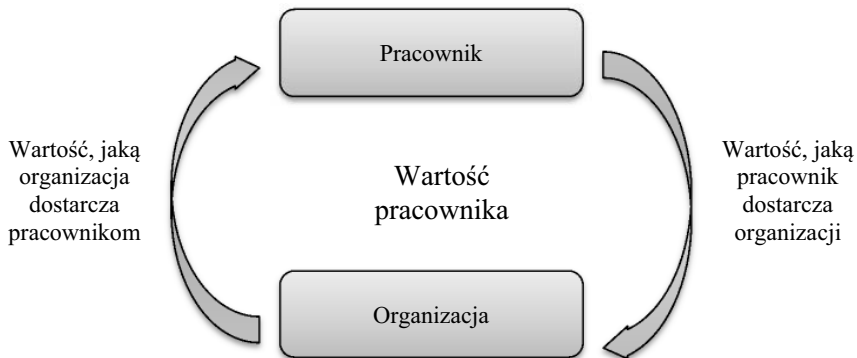 Pracownik
Wartość, jaką
organizacja
dostarcza
pracownikom
Wartość
pracownika
Wartość, jaką
pracownik
dostarcza
organizacji
Organizacja